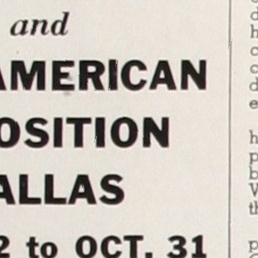 and
AMERICAN
OSITION
ALLAS
2 to OCT. 31